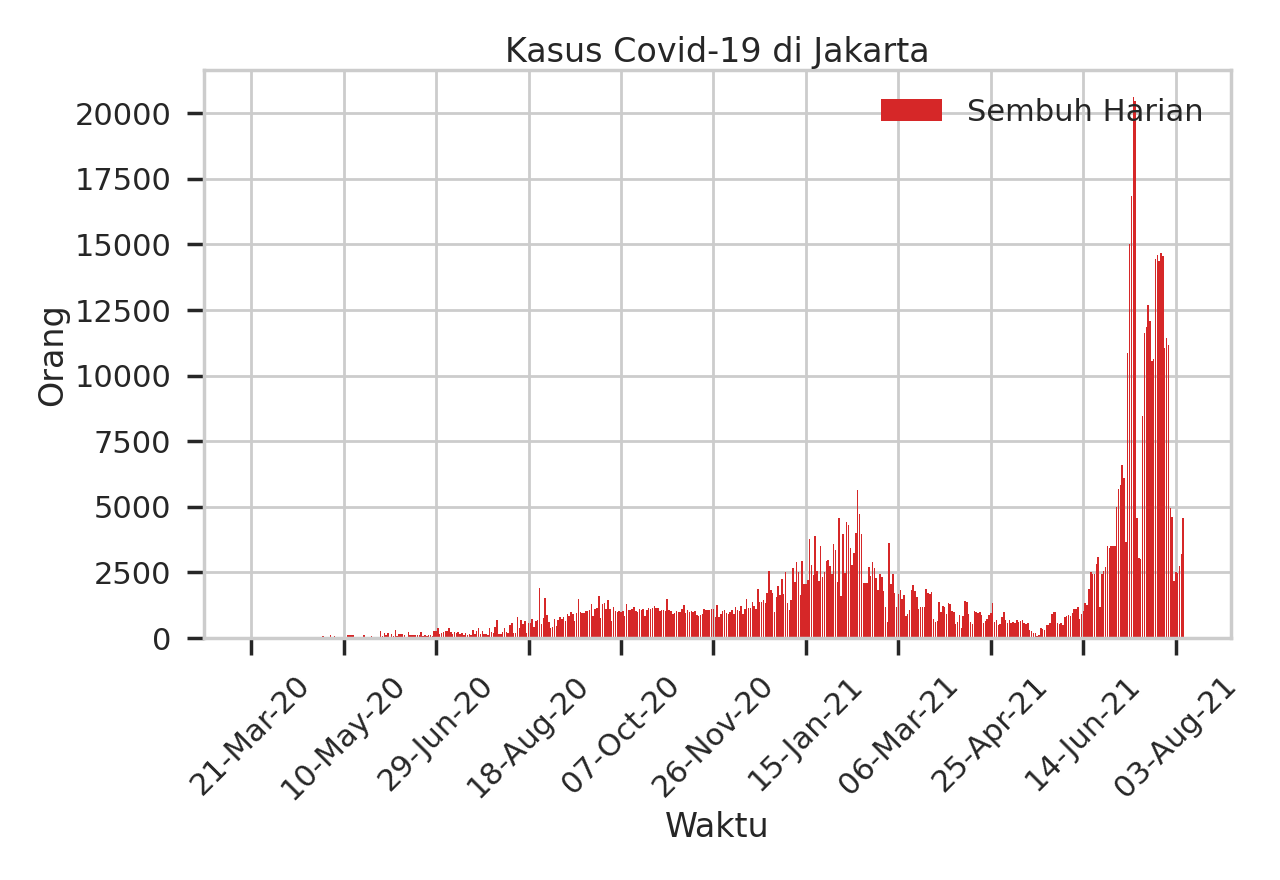 Kasus Covid-19 di Jakarta
Sembuh Harian
Orang
20000
17500
15000
12500
10000
7500
5000
2500
0
21-Mar-20
10-May-20
29-Jun-20
18-Aug-20
07-Oct-20
26-Nov-20
15-Jan-21
06-Mar-21
25-Apr-21
14-Jun-21
03-Aug-21
Waktu